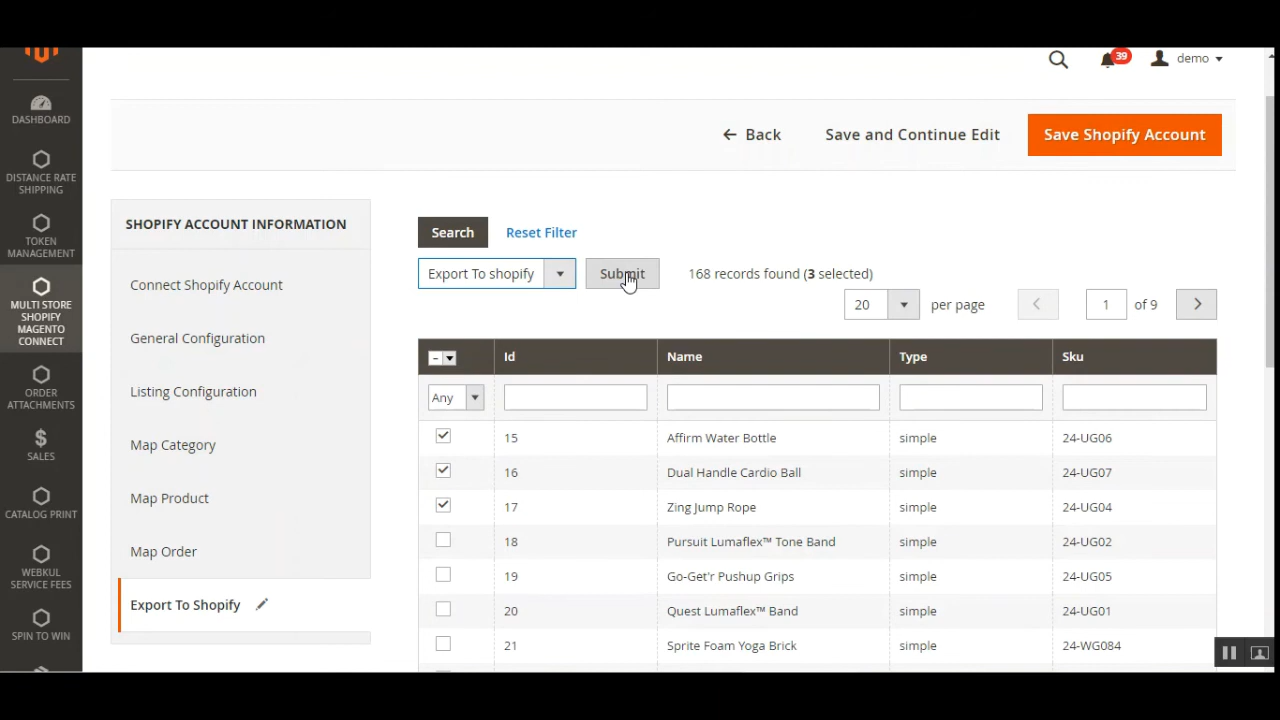 39
demo
DASHBOARD
DISTANCE RATE
SHIPPING
TOKEN
MANAGEMENT
MULTI STORE
SHOPIFY
MAGENTO
CONNECT
ORDER
ATTACHMENTS
$
SALES
CATALOG PRINT
WEBKUL
SERVICE FEES
SPIN TO WIN
← Back
Save and Continue Edit
Save Shopify Account
SHOPIFY ACCOUNT INFORMATION
Connect Shopify Account
General Configuration
Listing Configuration
Map Category
Map Product
Map Order
Export To Shopify
Search
Reset Filter
Export To shopify
Submit
168 records found (3 selected)
20 per page 1 of 9
Id Name Type Sku
Any
15 Affirm Water Bottle simple 24-UG06
16 Dual Handle Cardio Ball simple 24-UG07
17 Zing Jump Rope simple 24-UG04
18 Pursuit Lumaflex™ Tone Band simple 24-UG02
19 Go-Get'r Pushup Grips simple 24-UG05
20 Quest Lumaflex™ Band simple 24-UG01
21 Sprite Foam Yoga Brick simple 24-WG084